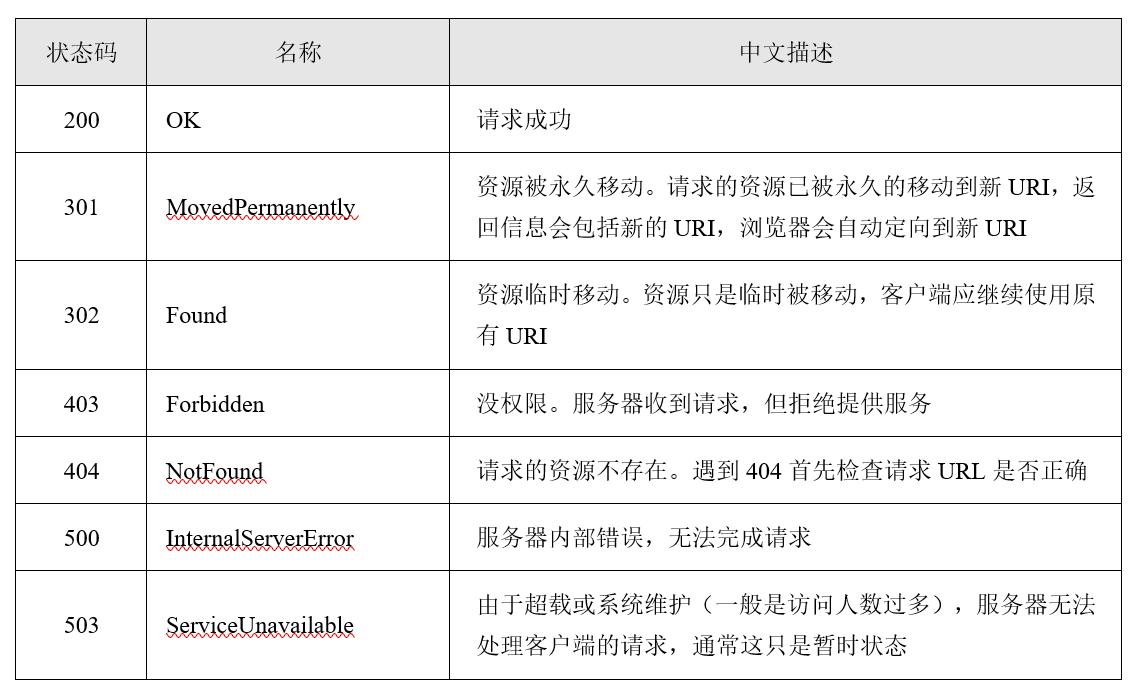 状态码 名称 中文描述
200 OK 请求成功
301 MovedPermanently 资源被永久移动。请求的资源已被永久的移动到新 URI，返
回信息会包括新的 URI，浏览器会自动定向到新 URI
302 Found 资源临时移动。资源只是临时被移动，客户端应继续使用原
有 URI
403 Forbidden 没权限。服务器收到请求，但拒绝提供服务
404 NotFound 请求的资源不存在。遇到 404 首先检查请求 URL 是否正确
500 InternalServerError 服务器内部错误，无法完成请求
503 ServiceUnavailable 由于超载或系统维护（一般是访问人数过多），服务器无法
处理客户端的请求，通常这只是暂时状态